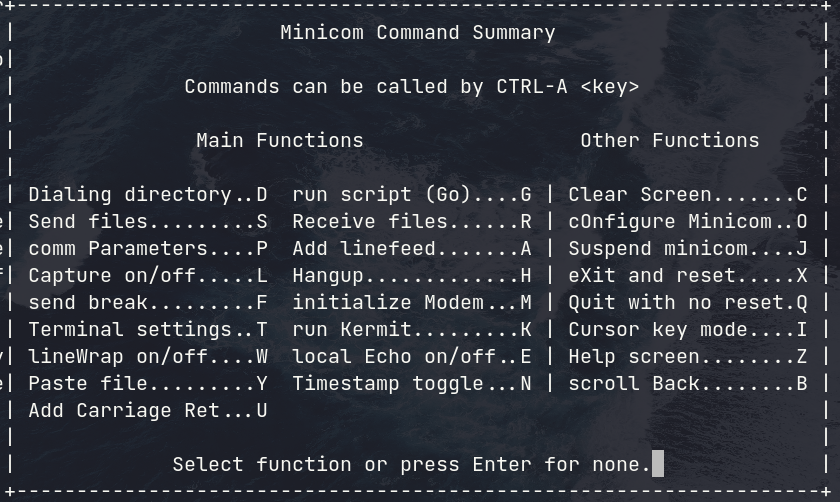 Minicom Command Summary
Commands can be called by CTRL-A <key>
Main Functions Other Functions
Dialing directory..D run script (Go)....G | Clear Screen.......C
Send files.........S Receive files......R | cOnfigure Minicom..O
comm Parameters....P Add linefeed.......A | Suspend minicom....J
Capture on/off.....L Hangup.............H | eXit and reset.....X
send break.........F initialize Modem...M | Quit with no reset.Q
Terminal settings..T run Kermit.........K | Cursor key mode....I
lineWrap on/off....W local Echo on/off..E | Help screen........Z
Paste file.........Y Timestamp toggle...N | scroll Back........B
Add Carriage Ret...U
Select function or press Enter for none.